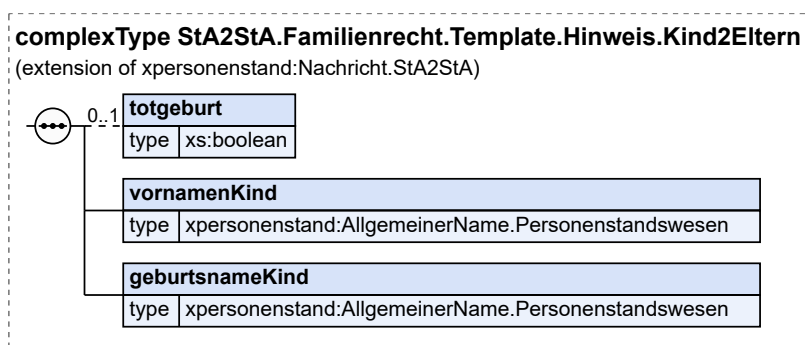 complexType StA2StA.Familienrecht.Template.Hinweis.Kind2Eltern
(extension of xpersonenstand:Nachricht.StA2StA)
0..1 totgeburt
type xs:boolean
vornamenKind
type xpersonenstand:AllgemeinerName.Personenstandswesen
geburtsnameKind
type xpersonenstand:AllgemeinerName.Personenstandswesen